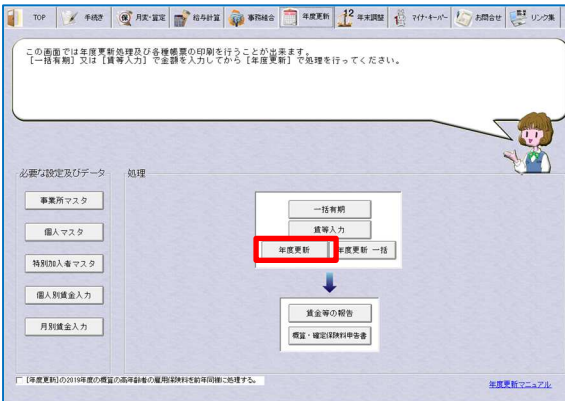 TOP
手続き
月変・算定
給与計算
事務組合
年度更新
12 年末調整
マイナ・キーパー
お問合せ
リンク集
この画面では年度更新処理及び各種帳票の印刷を行うことが出来ます。
[一括有期]又は[賃等入力]で金額を入力してから[年度更新]で処理を行ってください。
必要な設定及びデータ
処理
事業所マスタ
個人マスタ
特別加入者マスタ
個人別賃金入力
月別賃金入力
一括有期
賃等入力
年度更新
年度更新 一括
賃金等の報告
概算・確定保険料申告書
[年度更新]の2019年度の概算の高年齢者の雇用保険料を前年同様に処理する。
年度更新マニュアル